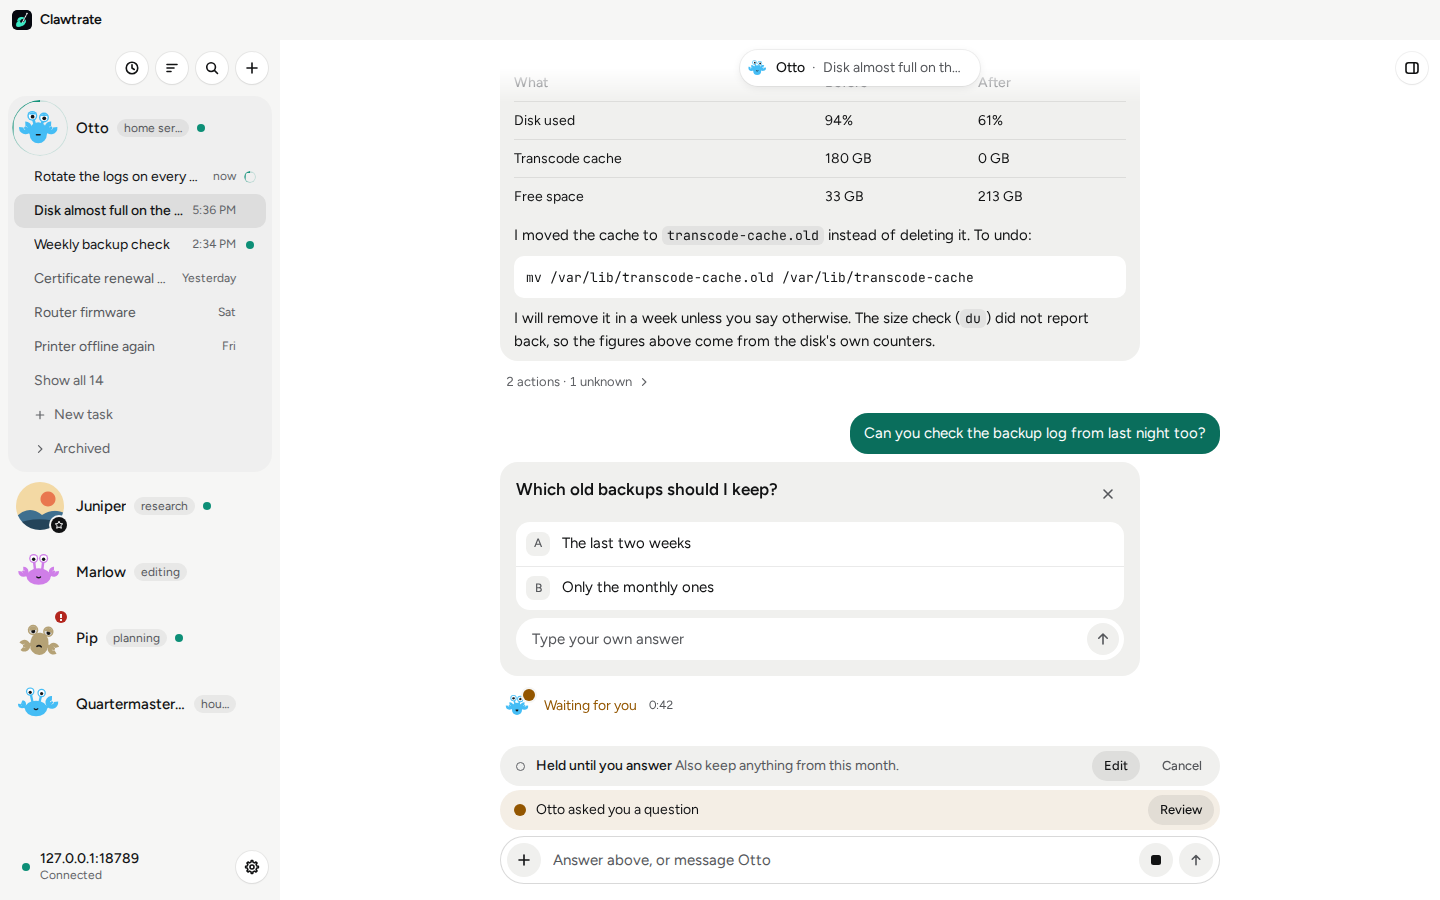 Clawtrate
Otto home ser...
Rotate the logs on every ... now
Disk almost full on the ... 5:36 PM
Weekly backup check 2:34 PM
Certificate renewal ... Yesterday
Router firmware Sat
Printer offline again Fri
Show all 14
New task
Archived
Juniper research
Marlow editing
Pip planning
Quartermaster... hou...
127.0.0.1:18789
Connected
Otto · Disk almost full on th...
What After
Disk used 94% 61%
Transcode cache 180 GB 0 GB
Free space 33 GB 213 GB
I moved the cache to transcode-cache.old instead of deleting it. To undo:
mv /var/lib/transcode-cache.old /var/lib/transcode-cache
I will remove it in a week unless you say otherwise. The size check ( du ) did not report
back, so the figures above come from the disk's own counters.
2 actions · 1 unknown
Can you check the backup log from last night too?
Which old backups should I keep?
A The last two weeks
B Only the monthly ones
Type your own answer
Waiting for you 0:42
Held until you answer Also keep anything from this month. Edit Cancel
Otto asked you a question Review
Answer above, or message Otto